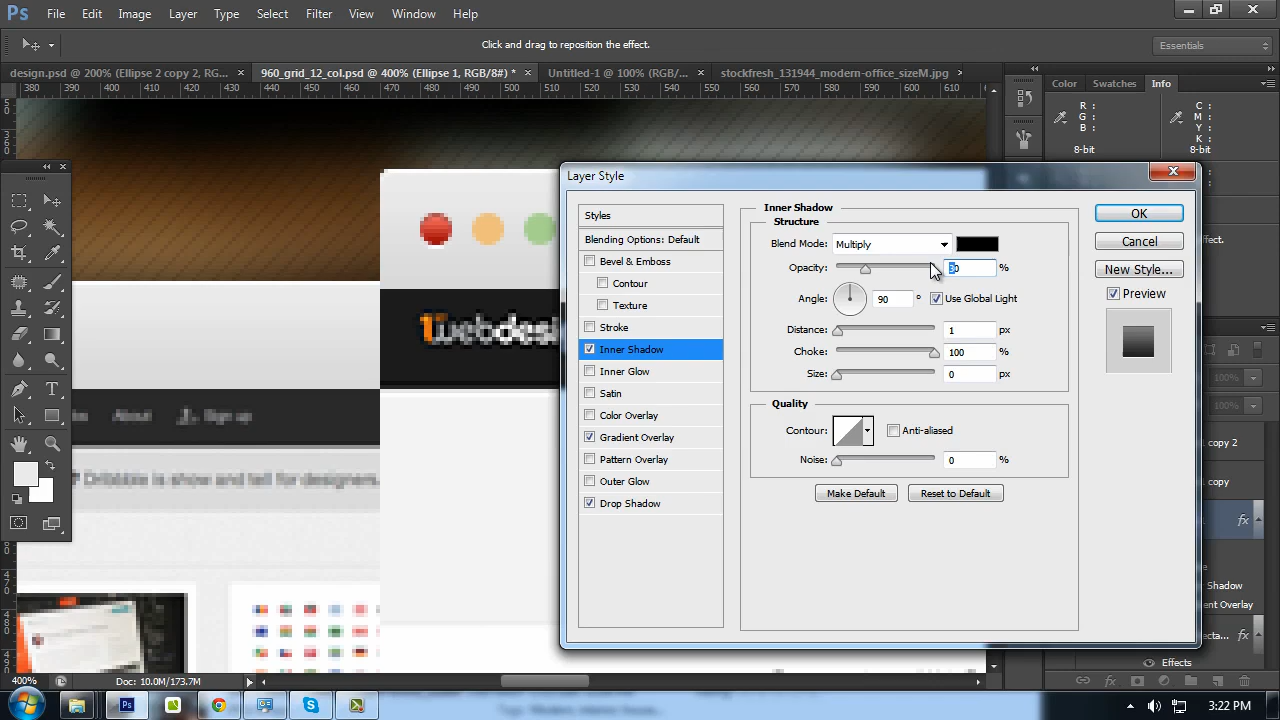 Ps File Edit Image Layer Type Select Filter View Window Help
Click and drag to reposition the effect.
Essentials
design.psd @ 200% (Ellipse 2 copy 2, RG... ×
960_grid_12_col.psd @ 400% (Ellipse 1, RGB/8#) * ×
Untitled-1 @ 100% (RGB/... ×
stockfresh_131944_modern-office_sizeM.jpg ×
380 390 400 410 420 430 440 450 460 470 480 490 500 510 520 530 540 550 560 570 580 590 600 610
Color Swatches Info
R :
G :
B :
8-bit
C :
M :
Y :
K :
8-bit
Layer Style
Styles
Blending Options: Default
Bevel & Emboss
Contour
Texture
Stroke
Inner Shadow
Inner Glow
Satin
Color Overlay
Gradient Overlay
Pattern Overlay
Outer Glow
Drop Shadow
Inner Shadow
Structure
Blend Mode: Multiply
Opacity: 30 %
Angle: 90 °
Use Global Light
Distance: 1 px
Choke: 100 %
Size: 0 px
Quality
Contour:
Anti-aliased
Noise: 0 %
Make Default
Reset to Default
OK
Cancel
New Style...
Preview
ffect.
100%
100%
copy 2
copy
fx
Shadow
ent Overlay
fx
Effects
About
Sign up
Dribbble is show and tell for designers.
400%
Doc: 10.0M/173.7M
3:22 PM